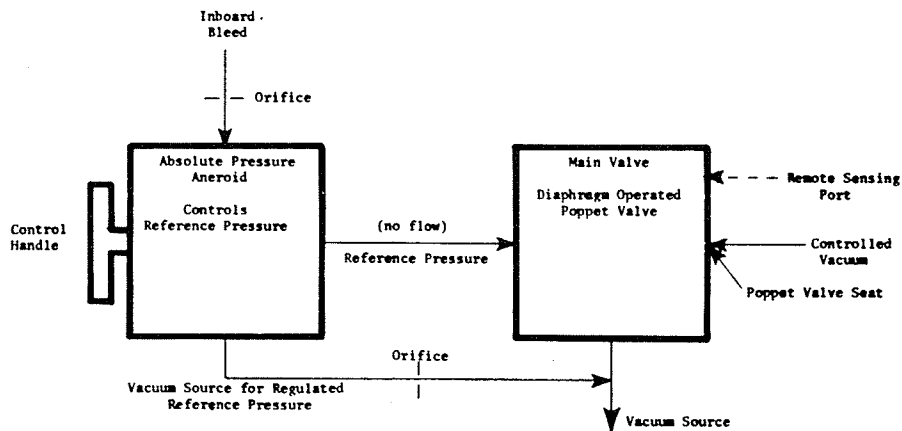 Inboard
Bleed
Orifice
Absolute Pressure
Aneroid
Controls
Reference Pressure
Control
Handle
(no flow)
Reference Pressure
Main Valve
Diaphragm Operated
Poppet Valve
Remote Sensing
Port
Controlled
Vacuum
Poppet Valve Seat
Orifice
Vacuum Source for Regulated
Reference Pressure
Vacuum Source